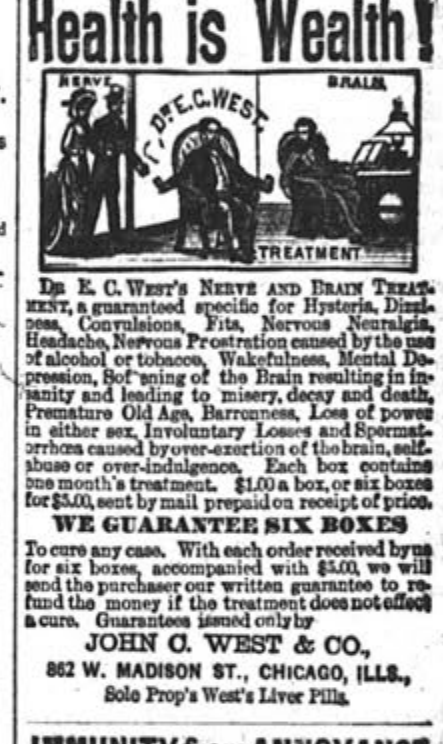 Health is Wealth!
NERVE
BRAIN
DR E.C. WEST,
TREATMENT
DR E. C. WEST'S NERVE AND BRAIN TREAT-
MENT, a guaranteed specific for Hysteria, Dizzi-
ness, Convulsions, Fits, Nervous Neuralgia,
Headache, Nervous Prostration caused by the use
of alcohol or tobacco, Wakefulness, Mental De-
pression, Sof ening of the Brain resulting in in-
sanity and leading to misery, decay and death,
Premature Old Age, Barrenness, Loss of power
in either sex, Involuntary Losses and Spermat-
orrhœa caused by over-exertion of the brain, self-
abuse or over-indulgence. Each box contains
one month's treatment. $1.00 a box, or six boxes
for $5.00, sent by mail prepaid on receipt of price.
WE GUARANTEE SIX BOXES
To cure any case. With each order received by us
for six boxes, accompanied with $5.00, we will
send the purchaser our written guarantee to re-
fund the money if the treatment does not effect
a cure. Guarantees issued only by
JOHN C. WEST & CO.,
862 W. MADISON ST., CHICAGO, ILLS.,
Sole Prop's West's Liver Pills.